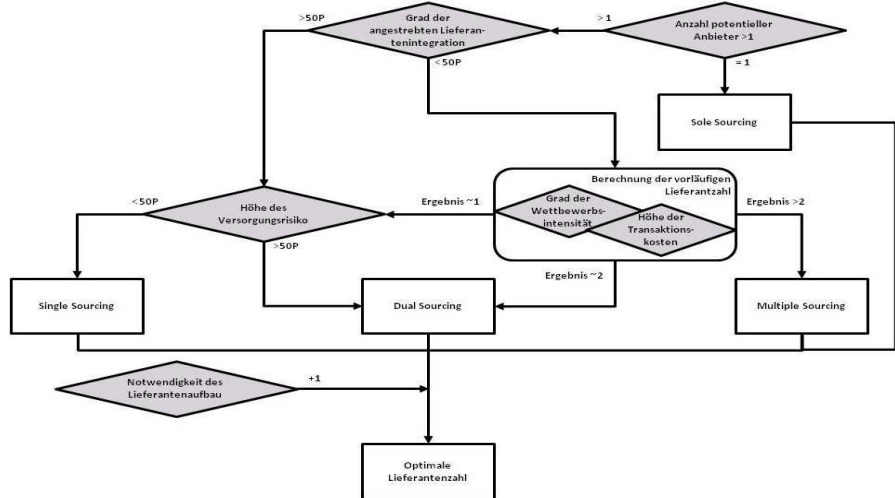 >50P
Grad der
angestrebten Lieferan-
tenintegration
> 1
Anzahl potentieller
Anbieter >1
<50P
= 1
Sole Sourcing
Berechnung der vorläufigen
Lieferantzahl
<50P
Höhe des
Versorgungsrisiko
Ergebnis ~1
Grad der
Wettbewerbs-
intensität
Höhe der
Transaktions-
kosten
Ergebnis >2
>50P
Ergebnis ~2
Single Sourcing
Dual Sourcing
Multiple Sourcing
Notwendigkeit des
Lieferantenaufbau
+1
Optimale
Lieferantenzahl